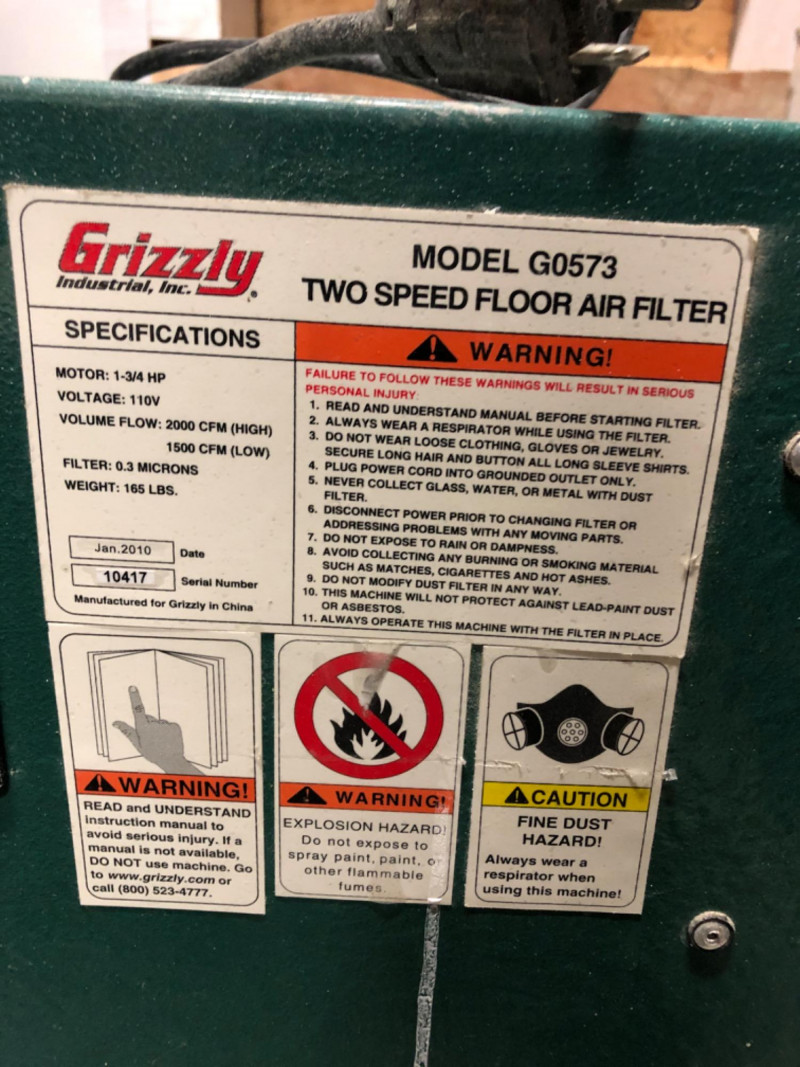 Grizzly
Industrial, Inc.
MODEL G0573
TWO SPEED FLOOR AIR FILTER
SPECIFICATIONS
MOTOR: 1-3/4 HP
VOLTAGE: 110V
VOLUME FLOW: 2000 CFM (HIGH)
1500 CFM (LOW)
FILTER: 0.3 MICRONS
WEIGHT: 165 LBS.
Jan.2010 Date
10417 Serial Number
Manufactured for Grizzly in China
WARNING!
FAILURE TO FOLLOW THESE WARNINGS WILL RESULT IN SERIOUS
PERSONAL INJURY
1. READ AND UNDERSTAND MANUAL BEFORE STARTING FILTER.
2. ALWAYS WEAR A RESPIRATOR WHILE USING THE FILTER.
3. DO NOT WEAR LOOSE CLOTHING, GLOVES OR JEWELRY.
SECURE LONG HAIR AND BUTTON ALL LONG SLEEVE SHIRTS.
4. PLUG POWER CORD INTO GROUNDED OUTLET ONLY.
5. NEVER COLLECT GLASS, WATER, OR METAL WITH DUST
FILTER.
6. DISCONNECT POWER PRIOR TO CHANGING FILTER OR
ADDRESSING PROBLEMS WITH ANY MOVING PARTS.
7. DO NOT EXPOSE TO RAIN OR DAMPNESS.
8. AVOID COLLECTING ANY BURNING OR SMOKING MATERIAL
SUCH AS MATCHES, CIGARETTES AND HOT ASHES.
9. DO NOT MODIFY DUST FILTER IN ANY WAY.
10. THIS MACHINE WILL NOT PROTECT AGAINST LEAD-PAINT DUST
OR ASBESTOS.
11. ALWAYS OPERATE THIS MACHINE WITH THE FILTER IN PLACE.
WARNING!
READ and UNDERSTAND
instruction manual to
avoid serious injury. If a
manual is not available,
DO NOT use machine. Go
to www.grizzly.com or
call (800) 523-4777.
WARNING!
EXPLOSION HAZARD!
Do not expose to
spray paint, paint, or
other flammable
fumes.
CAUTION
FINE DUST
HAZARD!
Always wear a
respirator when
using this machine!